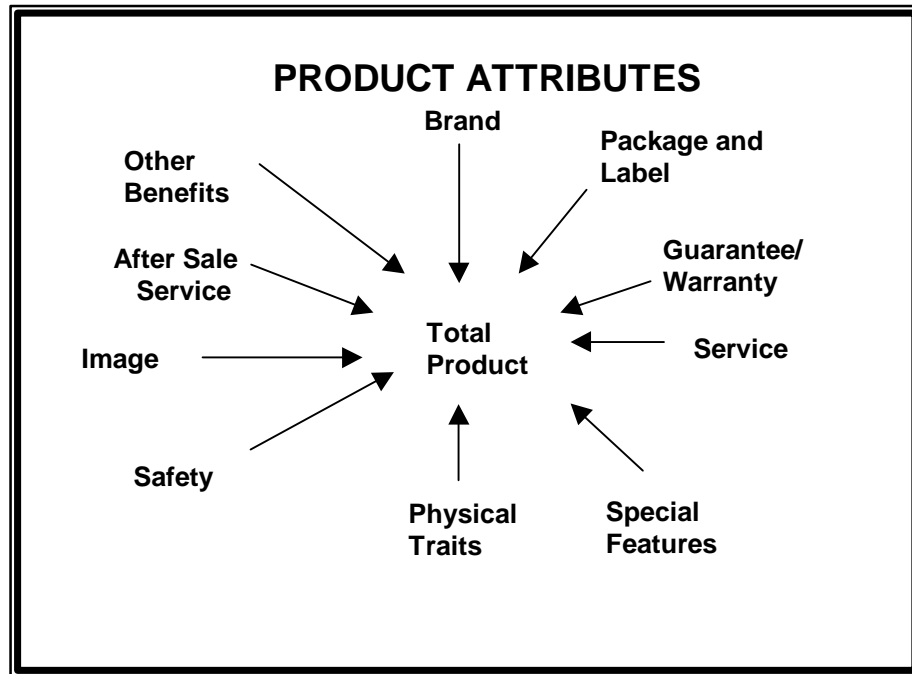 PRODUCT ATTRIBUTES
Brand
Package and
Label
Other
Benefits
Guarantee/
Warranty
After Sale
Service
Total
Product
Service
Image
Safety
Physical
Traits
Special
Features